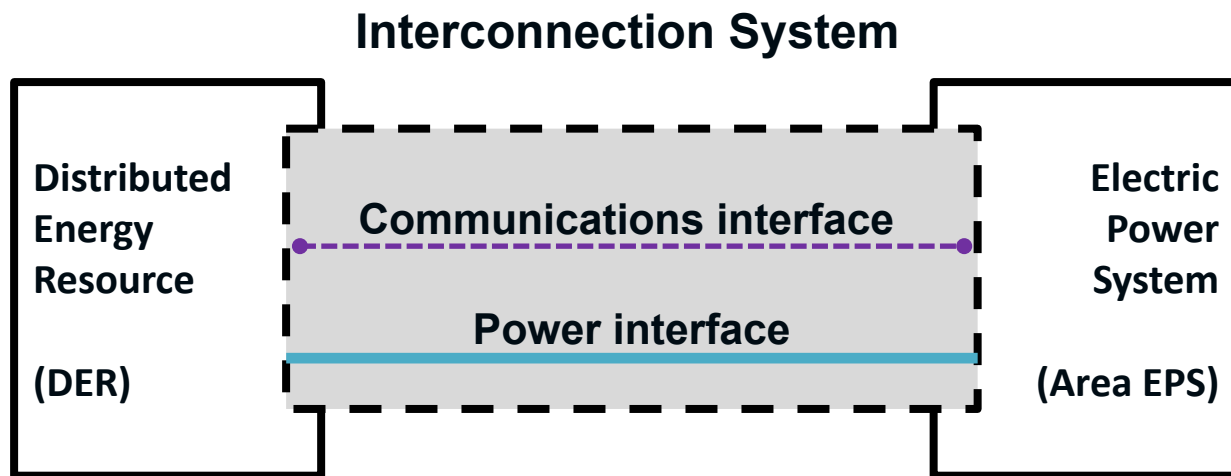 Interconnection System
Distributed
Energy
Resource
(DER)
Communications interface
Power interface
Electric
Power
System
(Area EPS)